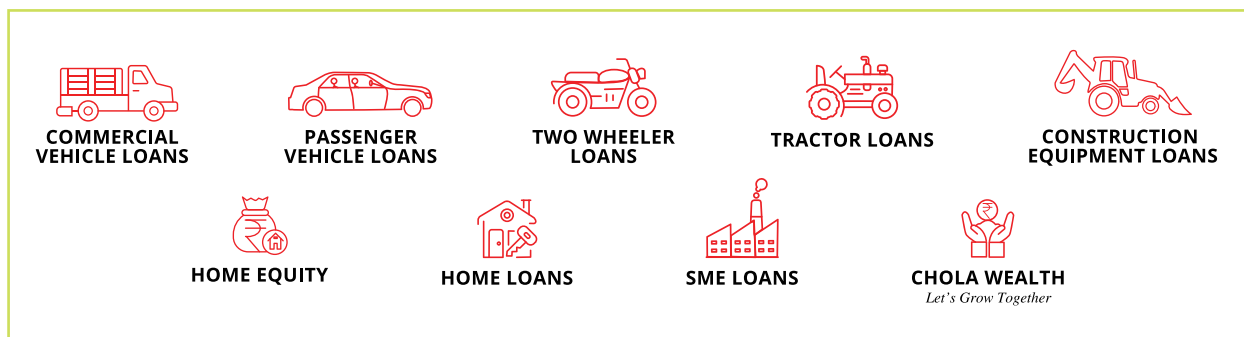 COMMERCIAL
VEHICLE LOANS
PASSENGER
VEHICLE LOANS
TWO WHEELER
LOANS
TRACTOR LOANS
CONSTRUCTION
EQUIPMENT LOANS
₹
HOME EQUITY
HOME LOANS
SME LOANS
₹
CHOLA WEALTH
Let's Grow Together